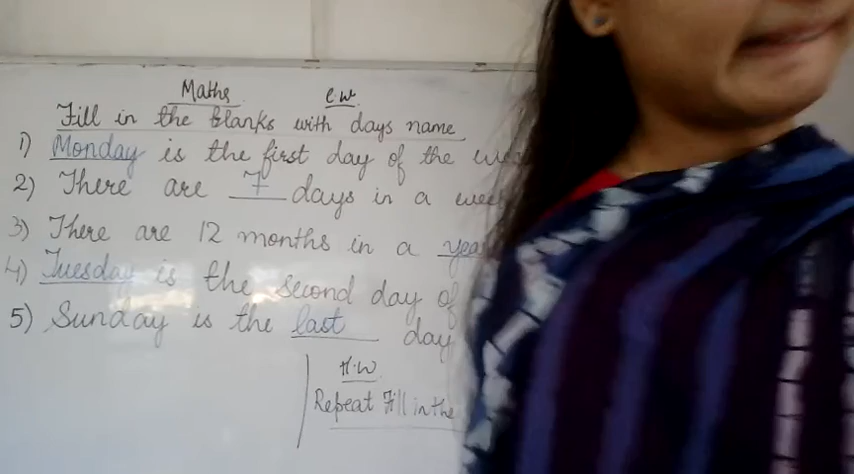 Maths C.W.
Fill in the blanks with days name
1) Monday is the first day of the
2) There are 7 days in a
3) There are 12 months in a
4) Tuesday is the second day of
5) Sunday is the last day
H.W
Repeat Fill in the